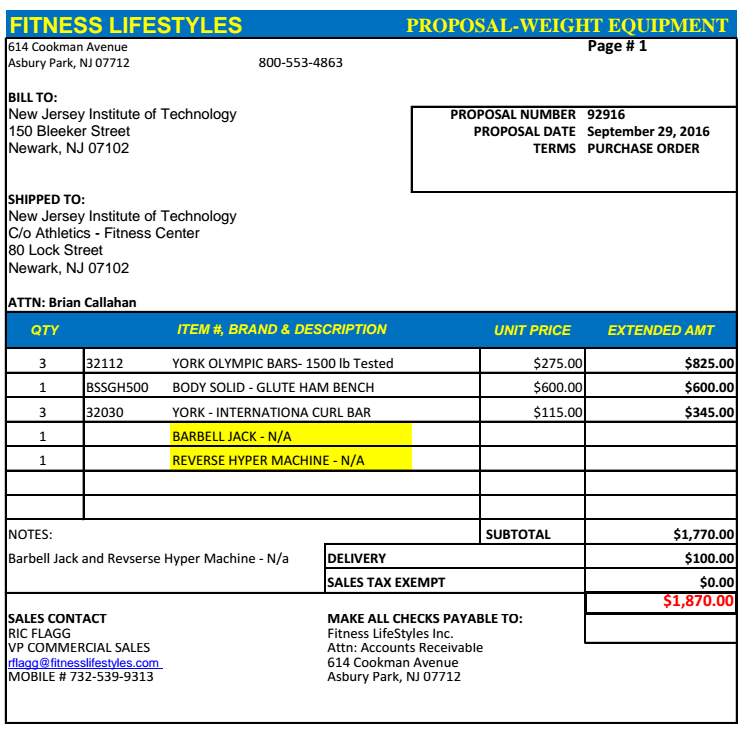 FITNESS LIFESTYLES PROPOSAL-WEIGHT EQUIPMENT
614 Cookman Avenue Page # 1
Asbury Park, NJ 07712 800-553-4863
BILL TO:
New Jersey Institute of Technology PROPOSAL NUMBER 92916
150 Bleeker Street PROPOSAL DATE September 29, 2016
Newark, NJ 07102 TERMS PURCHASE ORDER
SHIPPED TO:
New Jersey Institute of Technology
C/o Athletics - Fitness Center
80 Lock Street
Newark, NJ 07102
ATTN: Brian Callahan
QTY ITEM #, BRAND & DESCRIPTION UNIT PRICE EXTENDED AMT
3 32112 YORK OLYMPIC BARS- 1500 lb Tested $275.00 $825.00
1 BSSGH500 BODY SOLID - GLUTE HAM BENCH $600.00 $600.00
3 32030 YORK - INTERNATIONA CURL BAR $115.00 $345.00
1 BARBELL JACK - N/A
1 REVERSE HYPER MACHINE - N/A
NOTES: SUBTOTAL $1,770.00
Barbell Jack and Revserse Hyper Machine - N/a DELIVERY $100.00
SALES TAX EXEMPT $0.00
$1,870.00
SALES CONTACT MAKE ALL CHECKS PAYABLE TO:
RIC FLAGG Fitness LifeStyles Inc.
VP COMMERCIAL SALES Attn: Accounts Receivable
rflagg@fitnesslifestyles.com 614 Cookman Avenue
MOBILE # 732-539-9313 Asbury Park, NJ 07712